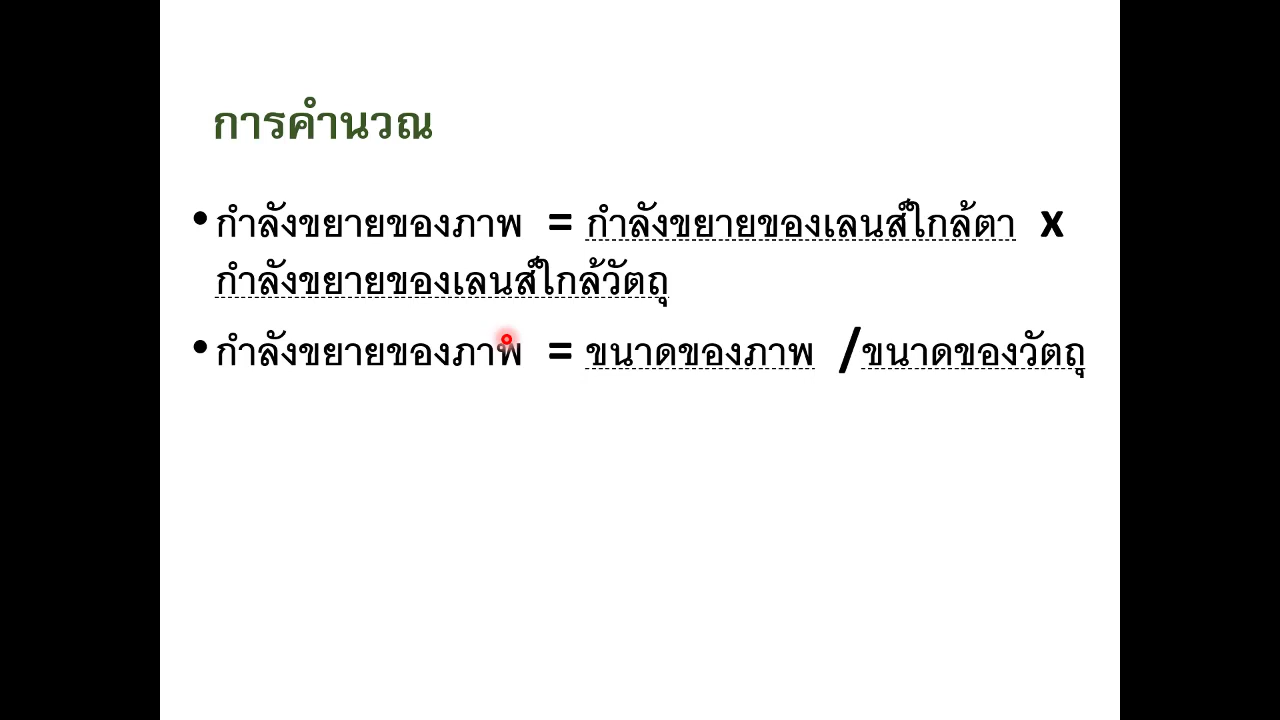 การคำนวณ
• กำลังขยายของภาพ = กำลังขยายของเลนส์ใกล้ตา x
กำลังขยายของเลนส์ใกล้วัตถุ
• กำลังขยายของภาพ = ขนาดของภาพ /ขนาดของวัตถุ